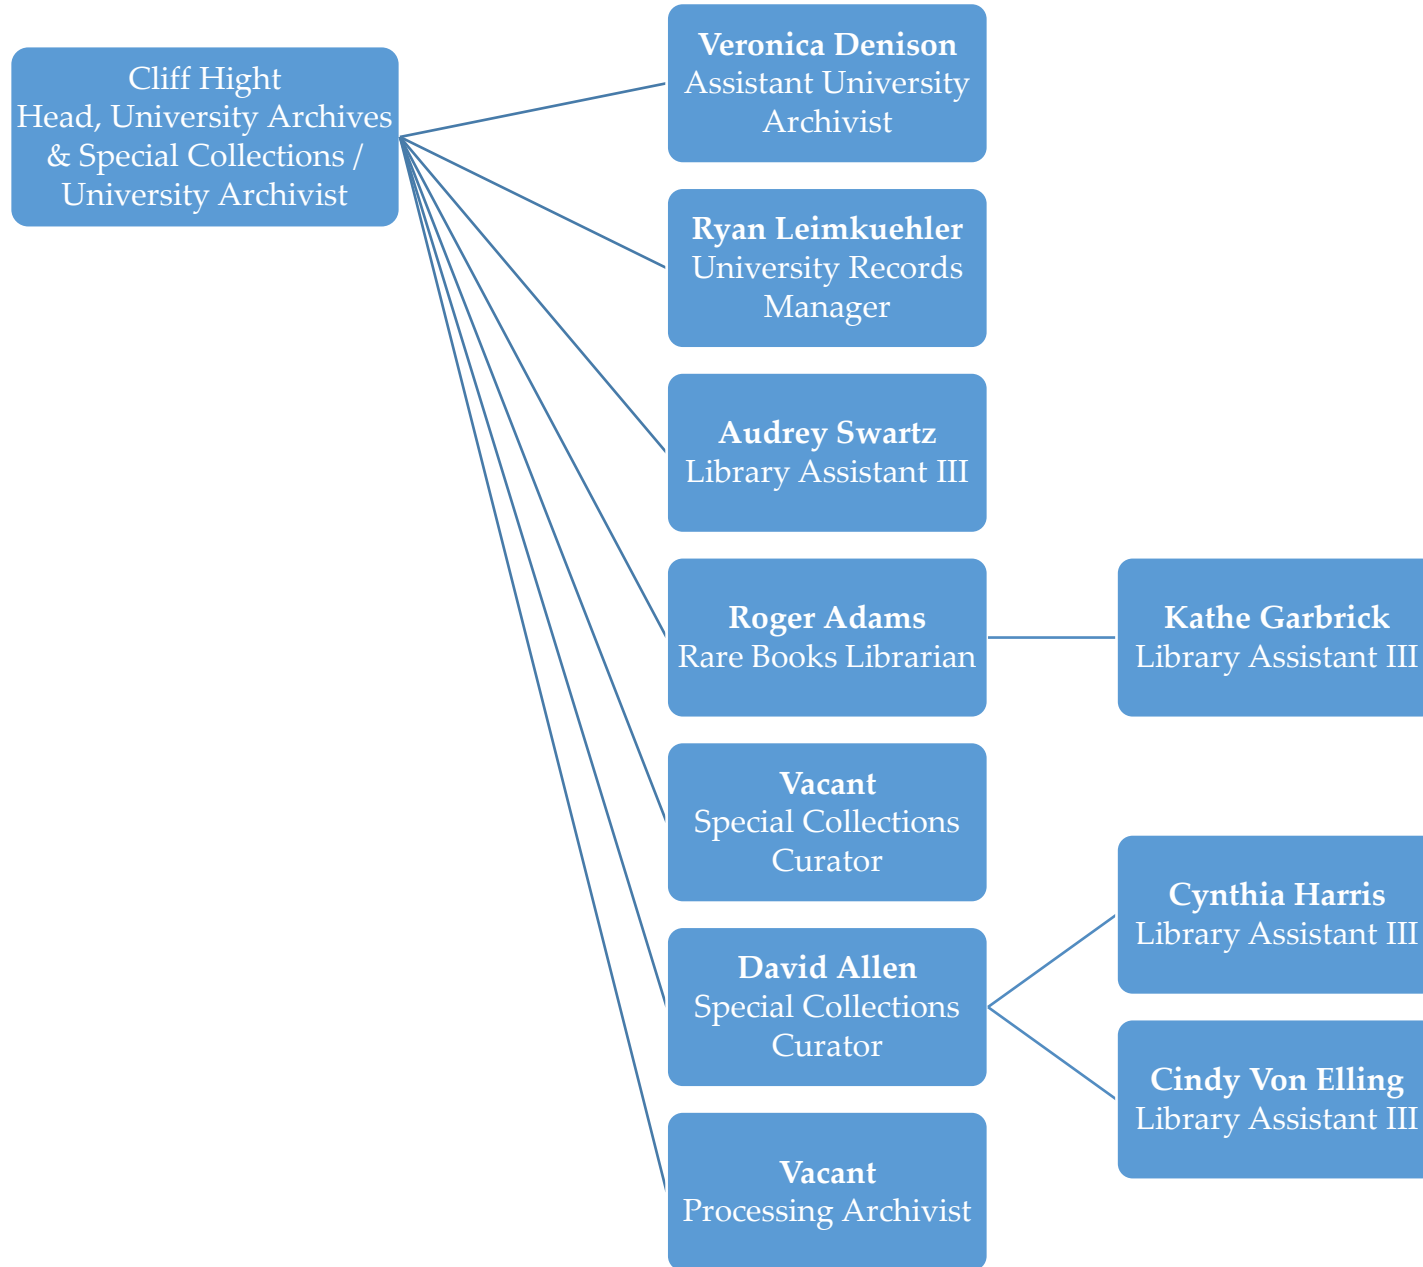 Cliff Hight
Head, University Archives
& Special Collections /
University Archivist
Veronica Denison
Assistant University
Archivist
Ryan Leimkuehler
University Records
Manager
Audrey Swartz
Library Assistant III
Roger Adams
Rare Books Librarian
Kathe Garbrick
Library Assistant III
Vacant
Special Collections
Curator
David Allen
Special Collections
Curator
Cynthia Harris
Library Assistant III
Cindy Von Elling
Library Assistant III
Vacant
Processing Archivist